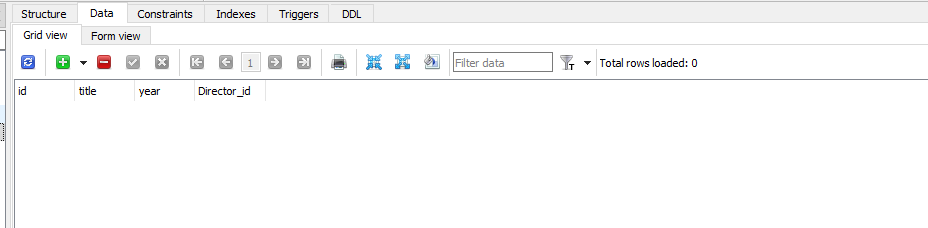 Structure Data Constraints Indexes Triggers DDL
Grid view Form view
1 Filter data T Total rows loaded: 0
id title year Director_id